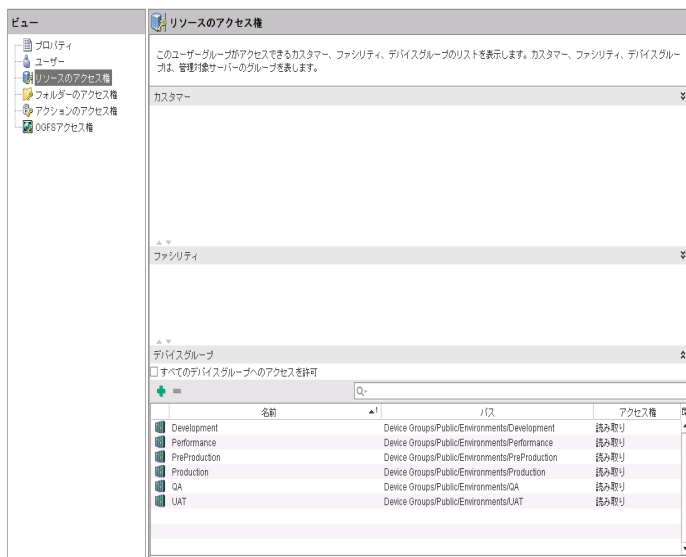 ビュー
プロパティ
ユーザー
リソースのアクセス権
フォルダーのアクセス権
アクションのアクセス権
OGFSアクセス権
リソースのアクセス権
このユーザーグループがアクセスできるカスタマー、ファシリティ、デバイスグループのリストを表示します。カスタマー、ファシリティ、デバイスグルー
プは、管理対象サーバーのグループを表します。
カスタマー
ファシリティ
デバイスグループ
すべてのデバイスグループへのアクセスを許可
名前 パス アクセス権
Development Device Groups/Public/Environments/Development 読み取り
Performance Device Groups/Public/Environments/Performance 読み取り
PreProduction Device Groups/Public/Environments/PreProduction 読み取り
Production Device Groups/Public/Environments/Production 読み取り
QA Device Groups/Public/Environments/QA 読み取り
UAT Device Groups/Public/Environments/UAT 読み取り